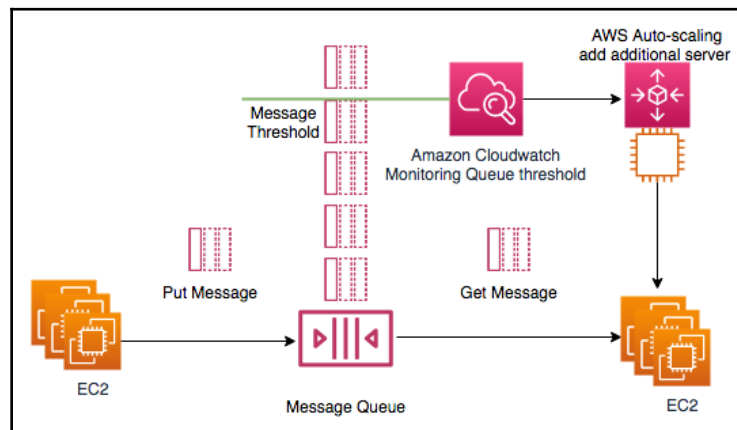 AWS Auto-scaling
add additional server
Message
Threshold
Amazon Cloudwatch
Monitoring Queue threshold
Put Message
Get Message
EC2
Message Queue
EC2